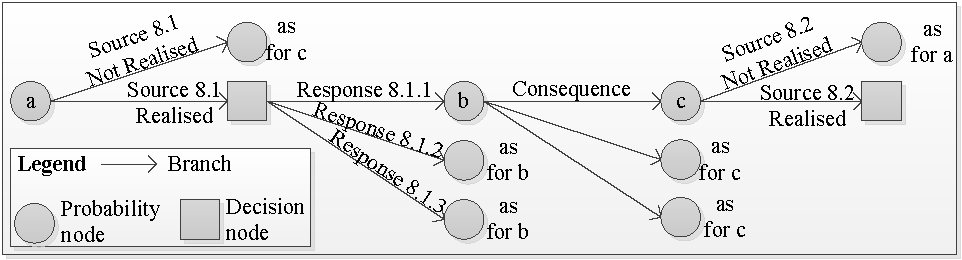 Source 8.1
Not Realised
as
for c
Source 8.2
Not Realised
as
for a
a
Source 8.1
Realised
Response 8.1.1
b
Consequence
c
Source 8.2
Realised
Response 8.1.2
as
for b
as
for c
Response 8.1.3
as
for b
as
for c
Legend
Branch
Probability
node
Decision
node